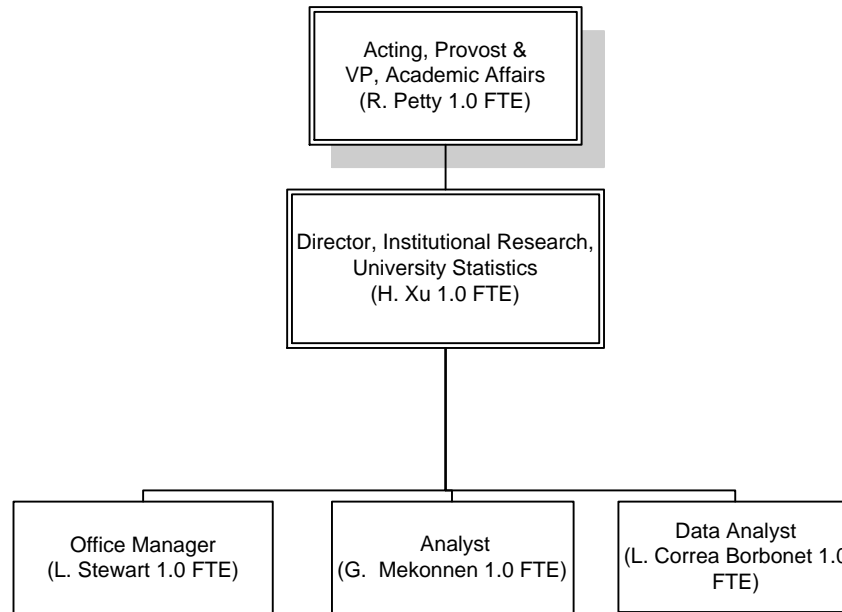 Acting, Provost &
VP, Academic Affairs
(R. Petty 1.0 FTE)
Director, Institutional Research,
University Statistics
(H. Xu 1.0 FTE)
Office Manager
(L. Stewart 1.0 FTE)
Analyst
(G.  Mekonnen 1.0 FTE)
Data Analyst
(L. Correa Borbonet 1.0
FTE)